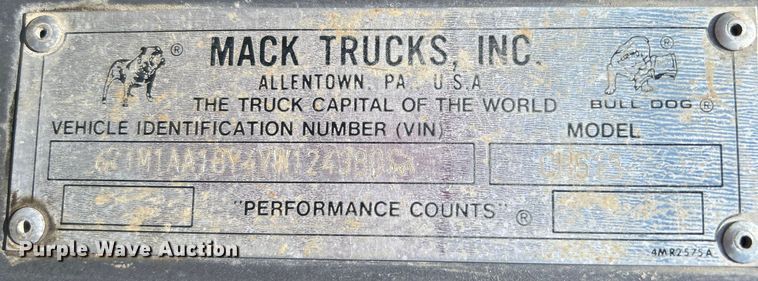 MACK TRUCKS, INC. ®
ALLENTOWN, PA. U.S.A
THE TRUCK CAPITAL OF THE WORLD
BULL DOG ®
VEHICLE IDENTIFICATION NUMBER (VIN)
MODEL
"PERFORMANCE COUNTS" ®
4MR2575A
Purple Wave Auction